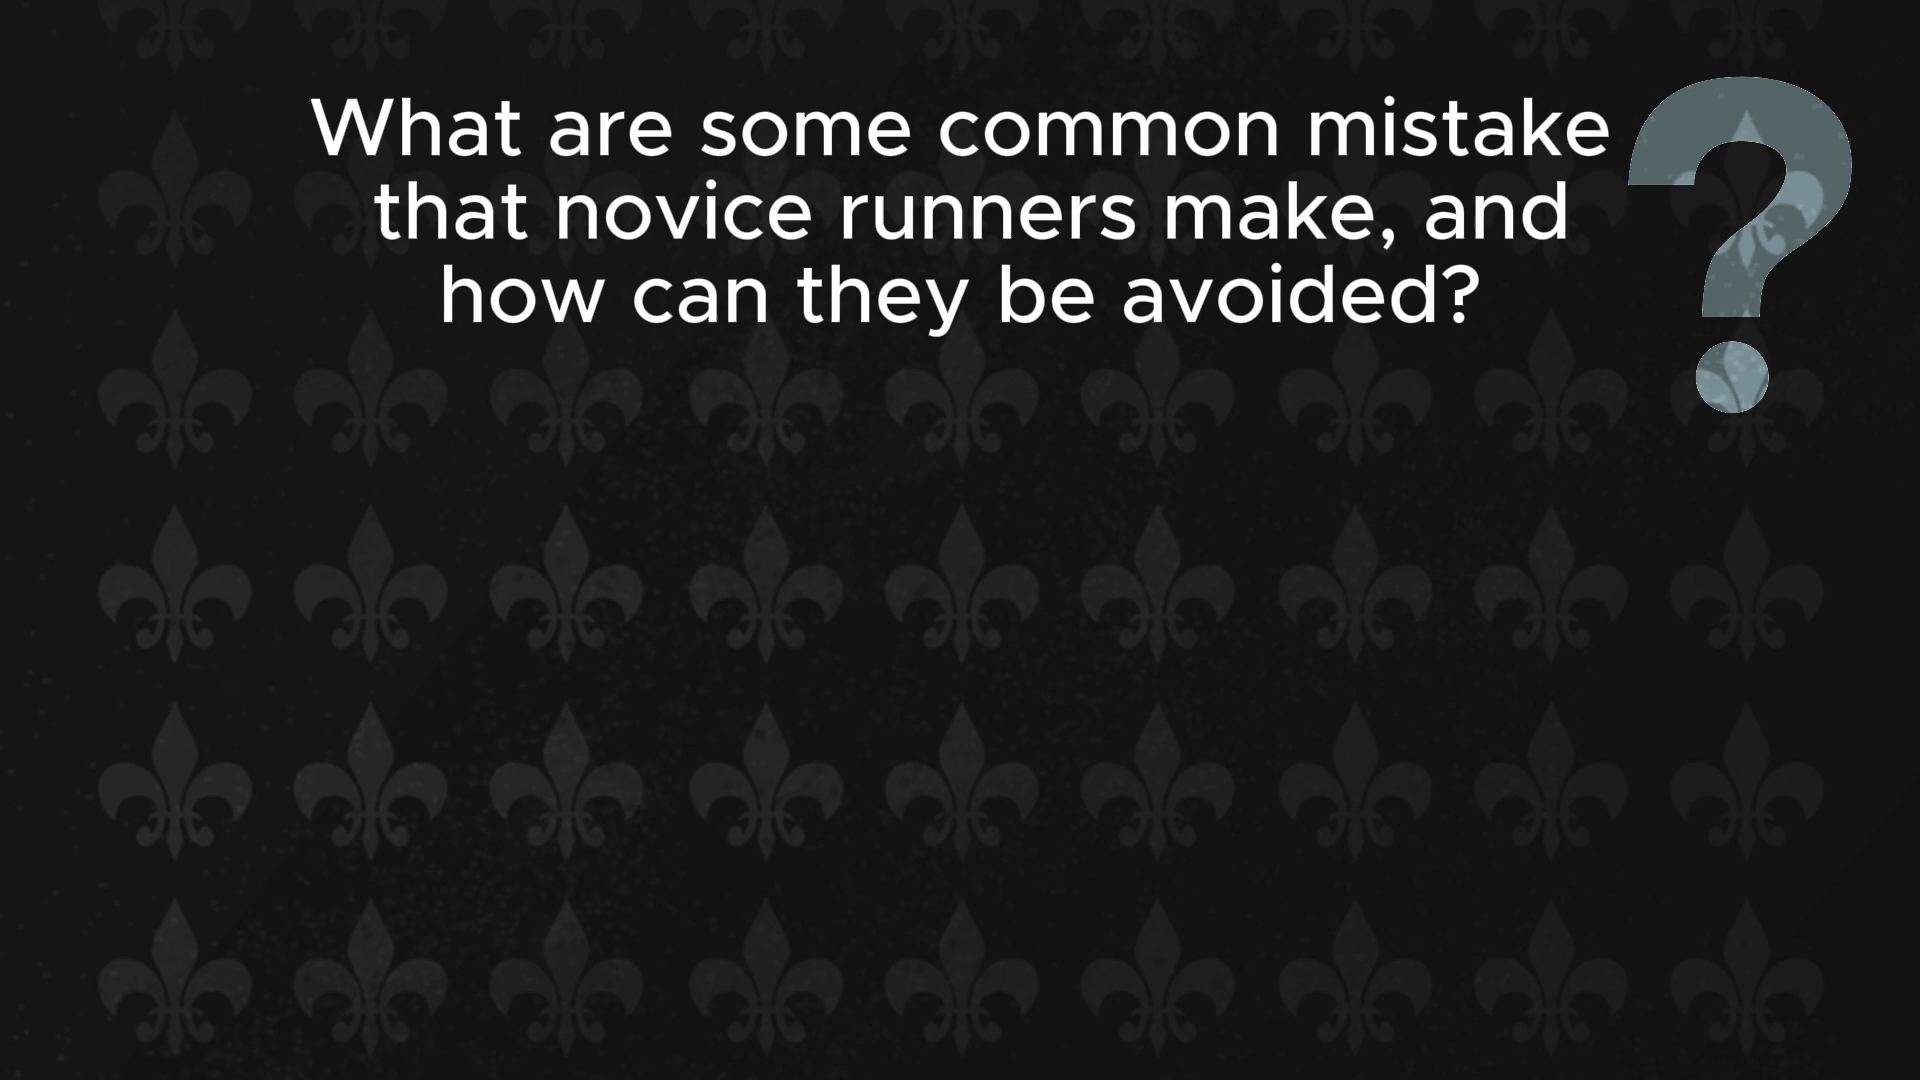 What are some common mistake
that novice runners make, and
how can they be avoided?
?